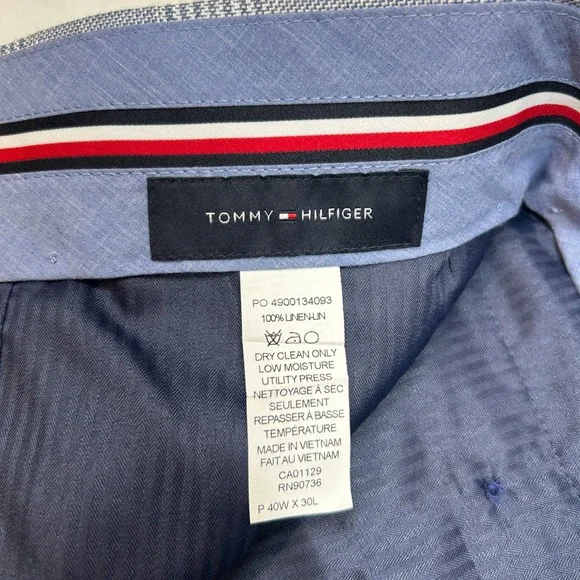 TOMMY HILFIGER
PO 4900134093
100% LINEN-LIN
DRY CLEAN ONLY
LOW MOISTURE
UTILITY PRESS
NETTOYAGE À SEC
SEULEMENT
REPASSER À BASSE
TEMPÉRATURE
MADE IN VIETNAM
FAIT AU VIETNAM
CA01129
RN90736
P 40W X 30L